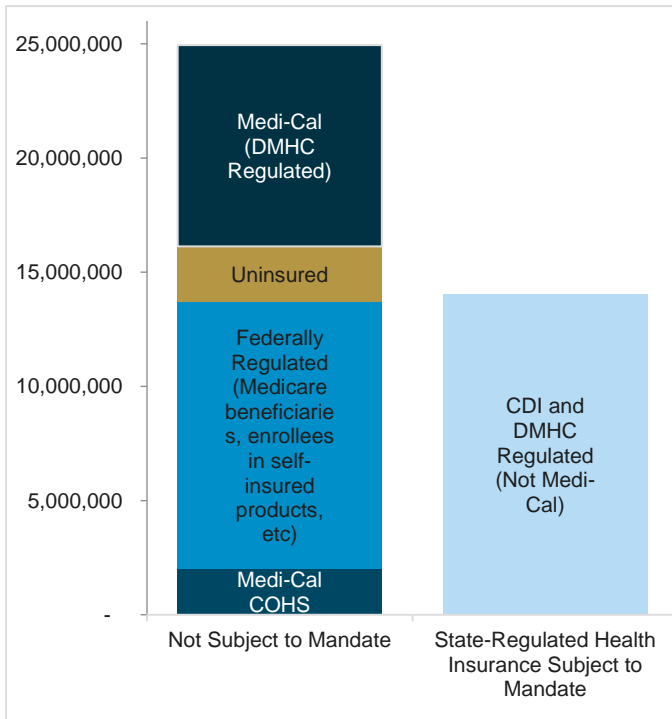 25,000,000
20,000,000
15,000,000
10,000,000
5,000,000
-
Medi-Cal
(DMHC
Regulated)
Uninsured
Federally
Regulated
(Medicare
beneficiarie
s, enrollees
in self-
insured
products,
etc)
Medi-Cal
COHS
CDI and
DMHC
Regulated
(Not Medi-
Cal)
Not Subject to Mandate
State-Regulated Health
Insurance Subject to
Mandate